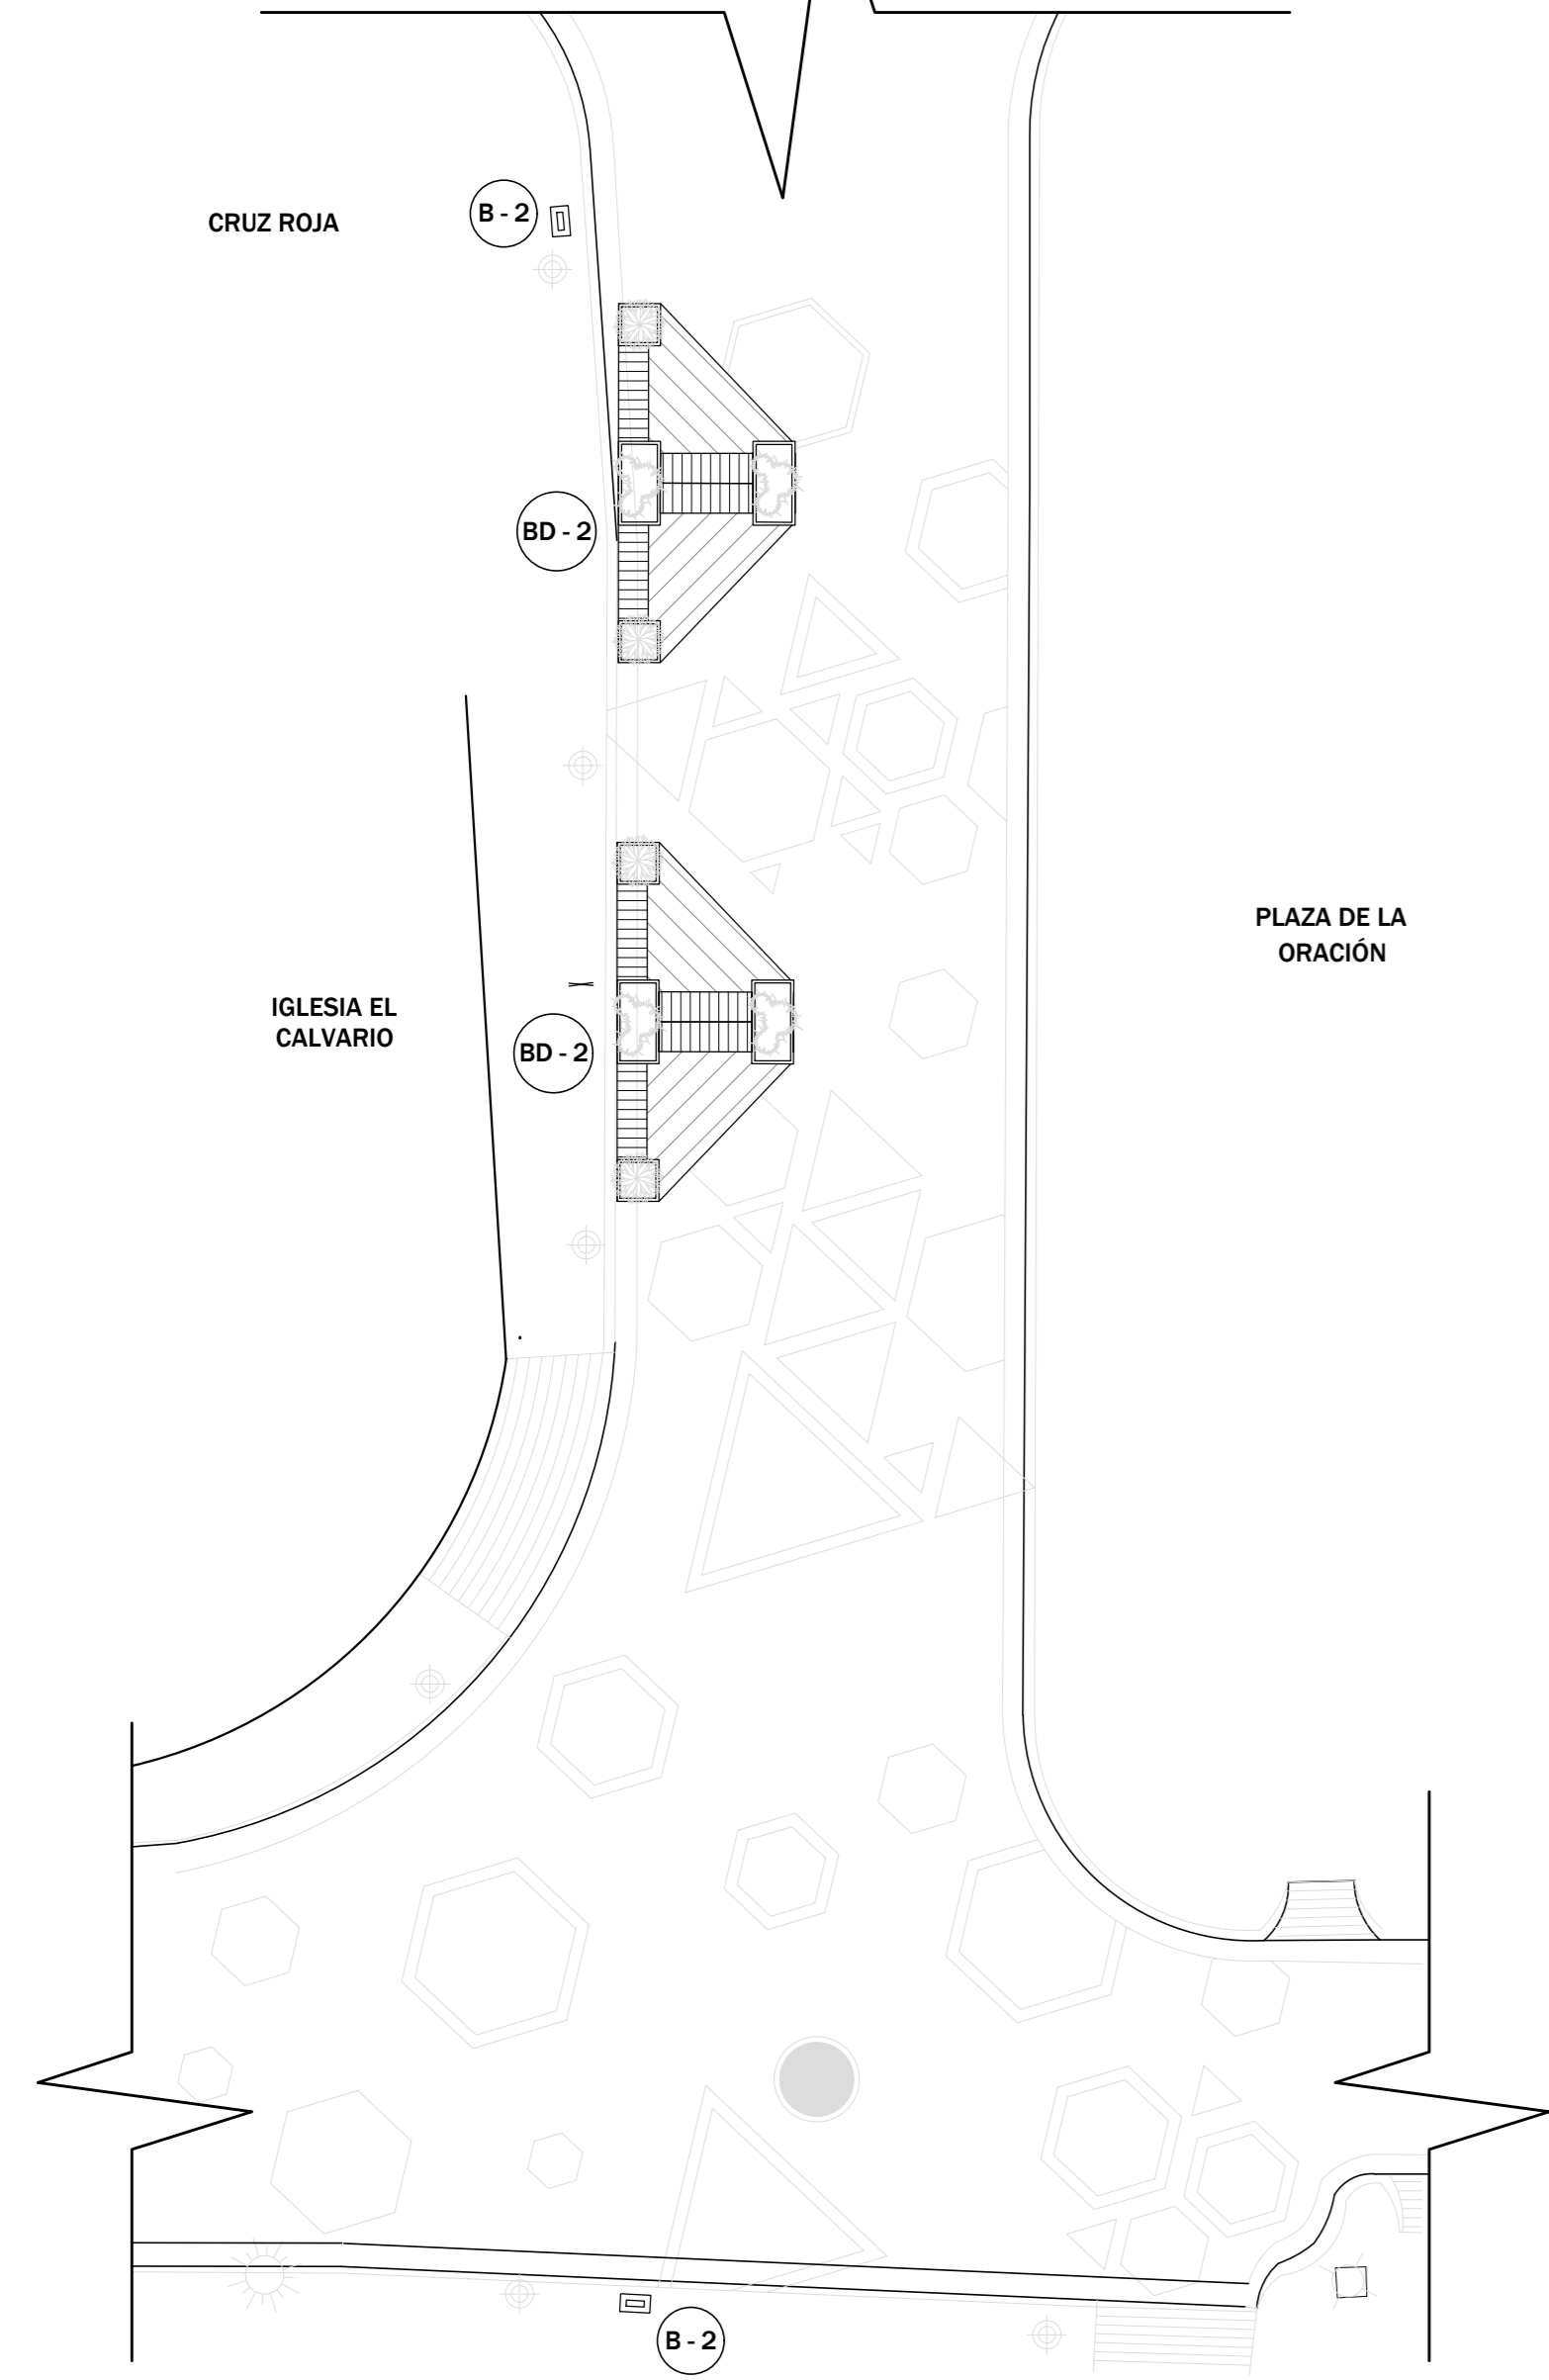 CRUZ ROJA
B - 2
BD - 2
PLAZA DE LA
ORACIÓN
IGLESIA EL
CALVARIO
BD - 2
B - 2